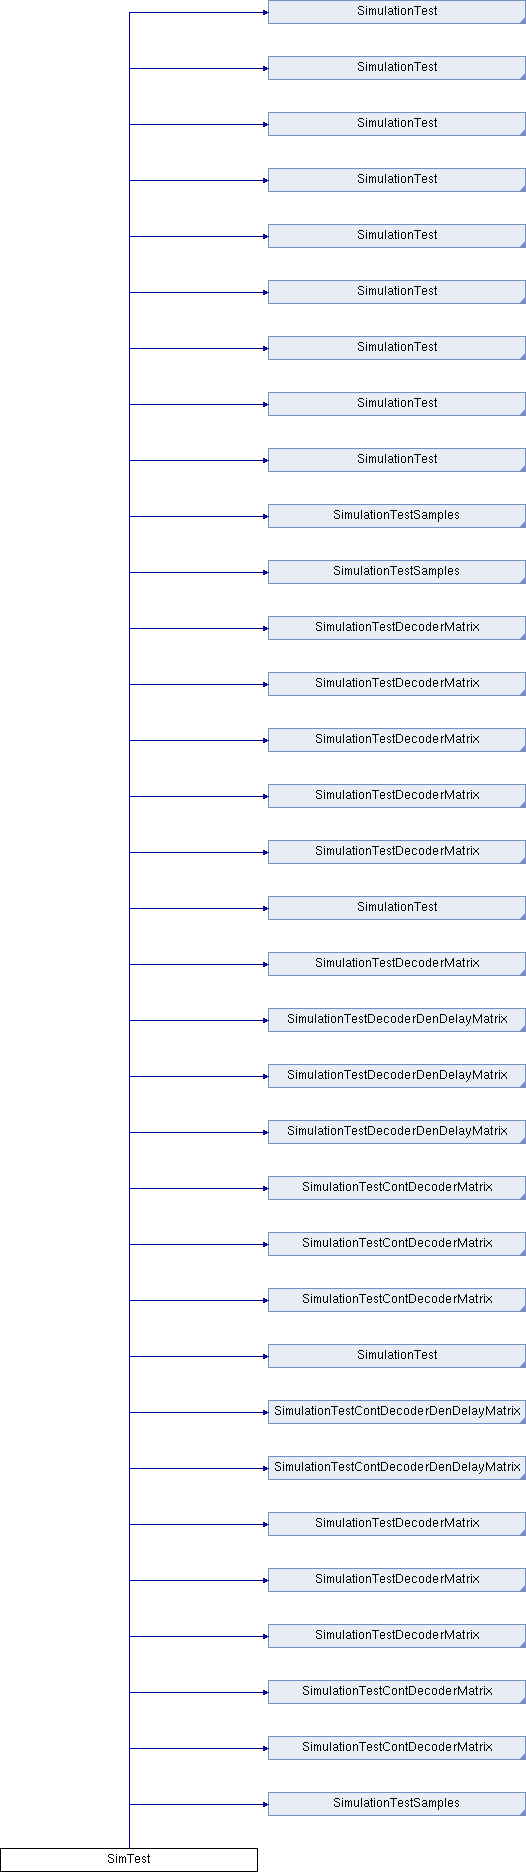 SimulationTest
SimulationTest
SimulationTest
SimulationTest
SimulationTest
SimulationTest
SimulationTest
SimulationTest
SimulationTest
SimulationTestSamples
SimulationTestSamples
SimulationTestDecoderMatrix
SimulationTestDecoderMatrix
SimulationTestDecoderMatrix
SimulationTestDecoderMatrix
SimulationTestDecoderMatrix
SimulationTest
SimulationTestDecoderMatrix
SimulationTestDecoderDenDelayMatrix
SimulationTestDecoderDenDelayMatrix
SimulationTestDecoderDenDelayMatrix
SimulationTestContDecoderMatrix
SimulationTestContDecoderMatrix
SimulationTestContDecoderMatrix
SimulationTest
SimulationTestContDecoderDenDelayMatrix
SimulationTestContDecoderDenDelayMatrix
SimulationTestDecoderMatrix
SimulationTestDecoderMatrix
SimulationTestDecoderMatrix
SimulationTestContDecoderMatrix
SimulationTestContDecoderMatrix
SimulationTestSamples
SimTest